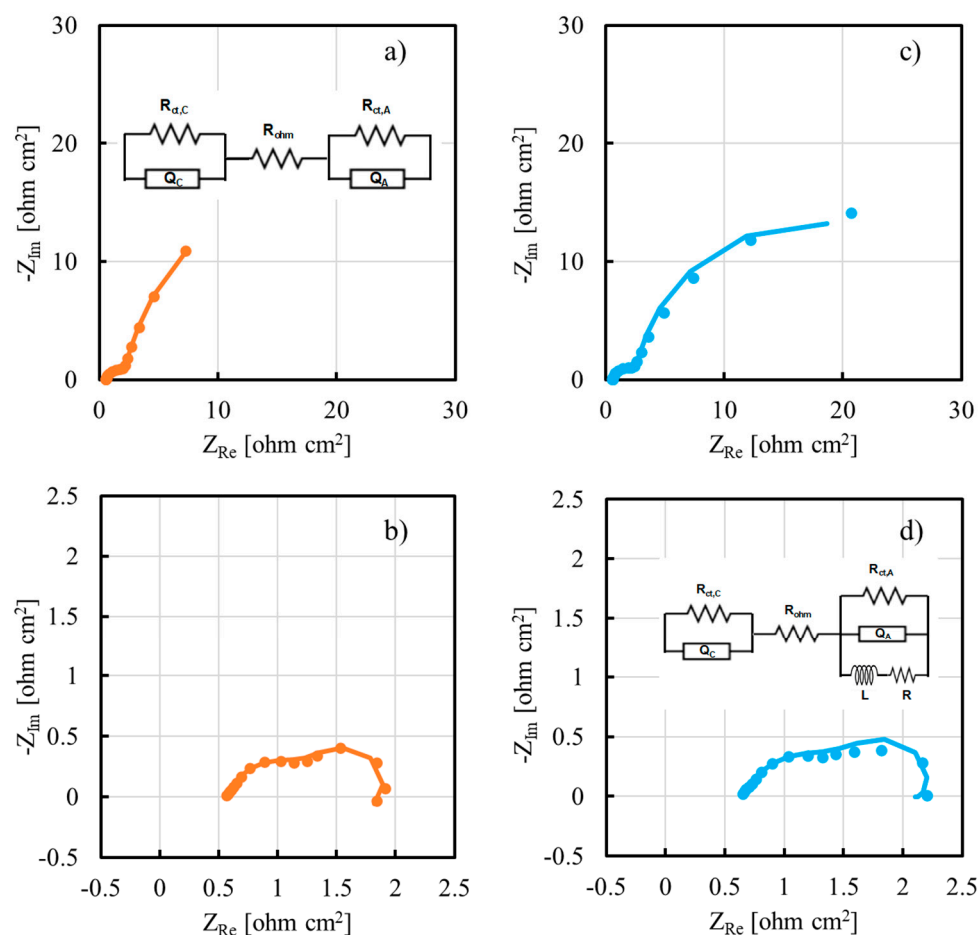 a)
30
20
10
0
-Z_Im [ohm cm²]
R_ct,C
R_ohm
R_ct,A
Q_C
Q_A
0 10 20 30
Z_Re [ohm cm²]
c)
30
20
10
0
-Z_Im [ohm cm²]
0 10 20 30
Z_Re [ohm cm²]
b)
2.5
2
1.5
1
0.5
0
-0.5
-Z_Im [ohm cm²]
-0.5 0 0.5 1 1.5 2 2.5
Z_Re [ohm cm²]
d)
2.5
2
1.5
1
0.5
0
-0.5
-Z_Im [ohm cm²]
R_ct,C
R_ohm
R_ct,A
Q_C
Q_A
L R
-0.5 0 0.5 1 1.5 2 2.5
Z_Re [ohm cm²]